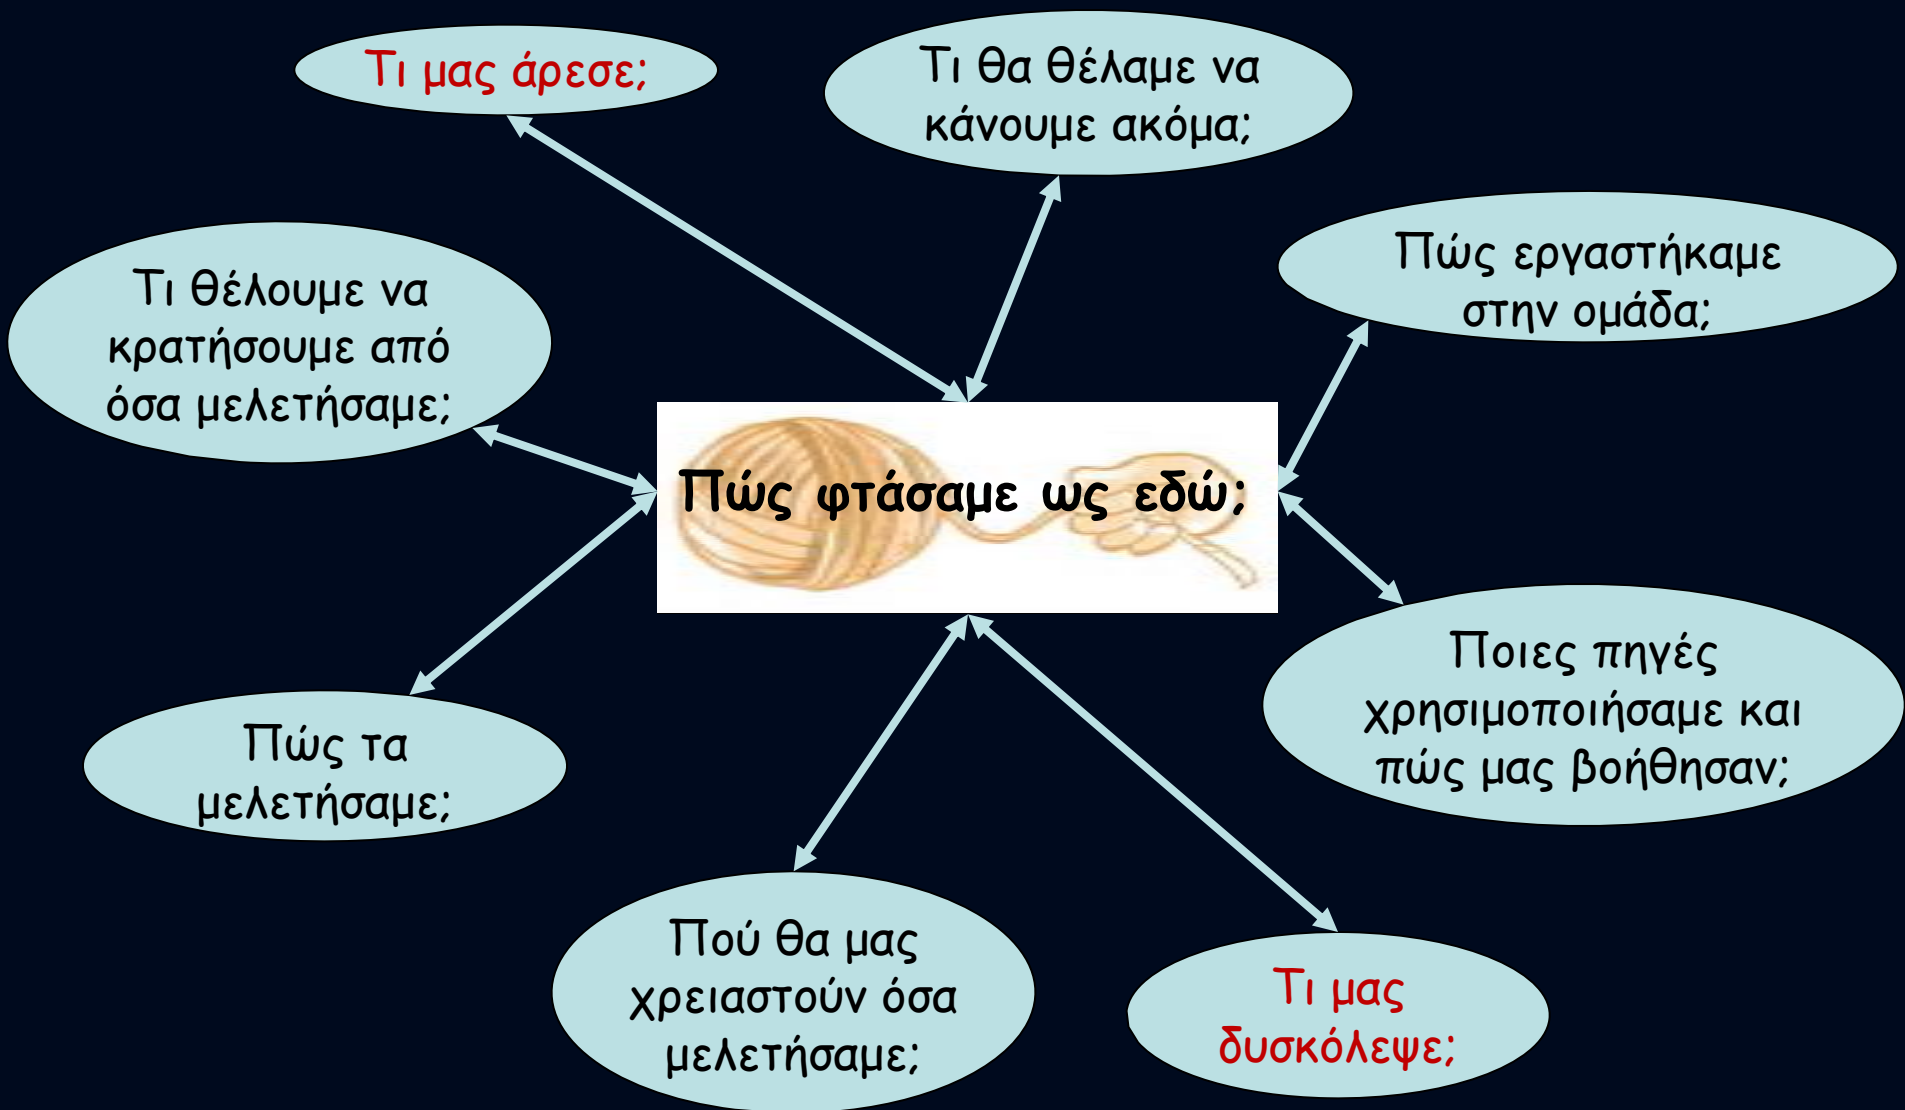 Τι μας άρεσε;
Τι θα θέλαμε να
κάνουμε ακόμα;
Πώς εργαστήκαμε
στην ομάδα;
Τι θέλουμε να
κρατήσουμε από
όσα μελετήσαμε;
Πώς φτάσαμε ως εδώ;
Ποιες πηγές
χρησιμοποιήσαμε και
πώς μας βοήθησαν;
Πώς τα
μελετήσαμε;
Πού θα μας
χρειαστούν όσα
μελετήσαμε;
Τι μας
δυσκόλεψε;